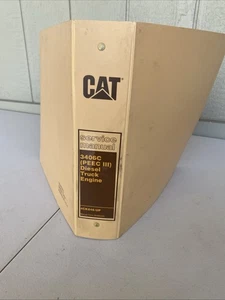 CAT
service
manual
3406C
(PEEC III)
Diesel
Truck
Engine